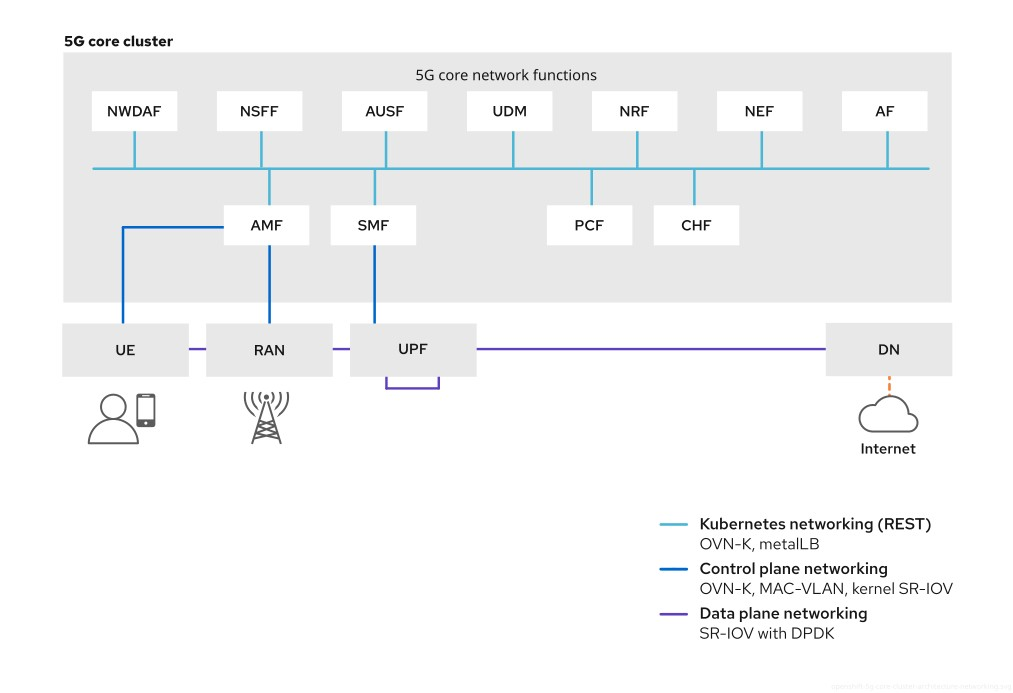 5G core cluster
5G core network functions
NWDAF
NSFF
AUSF
UDM
NRF
NEF
AF
AMF
SMF
PCF
CHF
UE
RAN
UPF
DN
Internet
Kubernetes networking (REST)
OVN-K, metalLB
Control plane networking
OVN-K, MAC-VLAN, kernel SR-IOV
Data plane networking
SR-IOV with DPDK